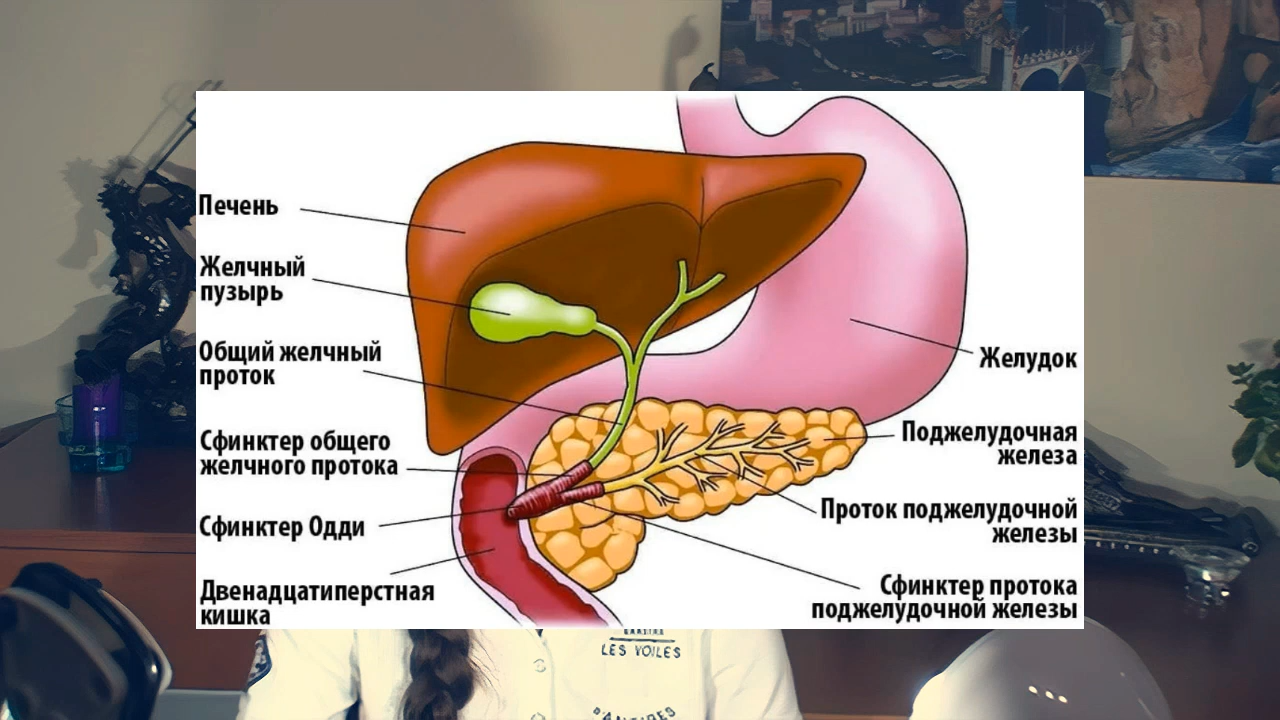 Печень
Желчный
пузырь
Общий желчный
проток
Сфинктер общего
желчного протока
Сфинктер Одди
Двенадцатиперстная
кишка
Желудок
Поджелудочная
железа
Проток поджелудочной
железы
Сфинктер протока
поджелудочной железы
LES VOILES